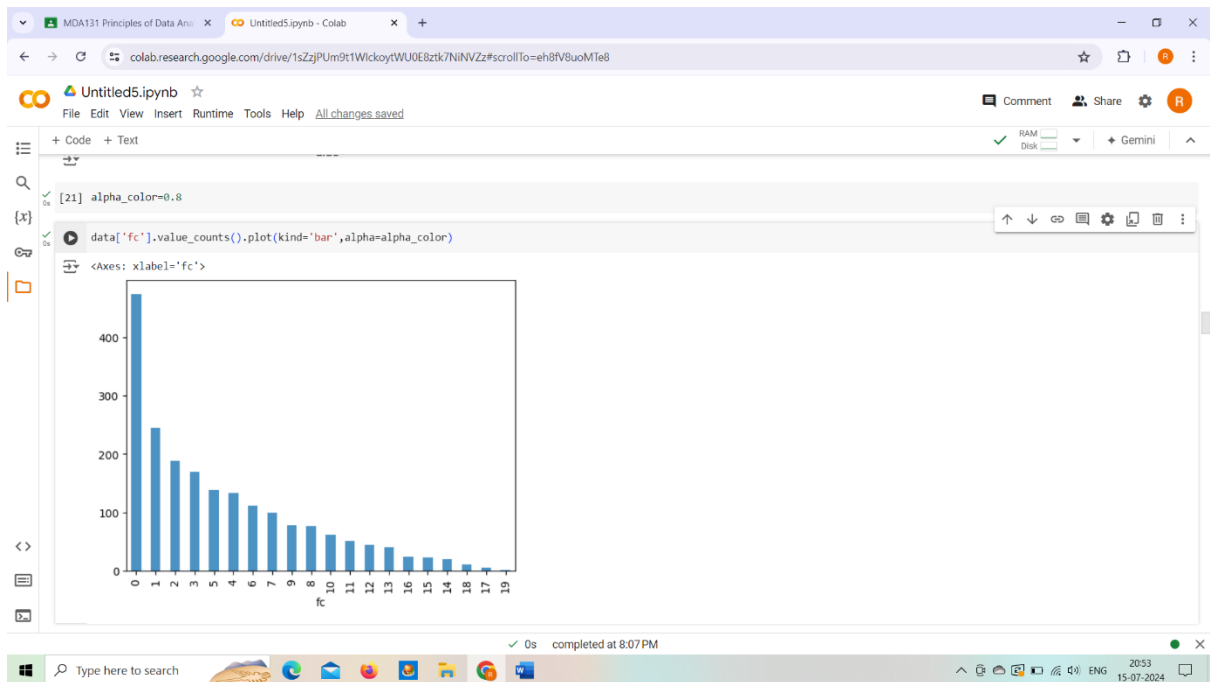 MDA131 Principles of Data Ana
Untitled5.ipynb - Colab
colab.research.google.com/drive/1sZzjPUm9t1WlckoytWU0E8ztk7NiNVZz#scrollTo=eh8fV8uoMTe8
R
CO
Untitled5.ipynb
File Edit View Insert Runtime Tools Help All changes saved
Comment Share R
+ Code + Text
RAM
Disk
Gemini
0s [21] alpha_color=0.8
{x}
0s data['fc'].value_counts().plot(kind='bar',alpha=alpha_color)
<Axes: xlabel='fc'>
400
300
200
100
0
0 1 2 3 5 4 6 7 9 8 10 11 12 13 16 15 14 18 17 19
fc
0s completed at 8:07 PM
Type here to search
ENG
20:53
15-07-2024